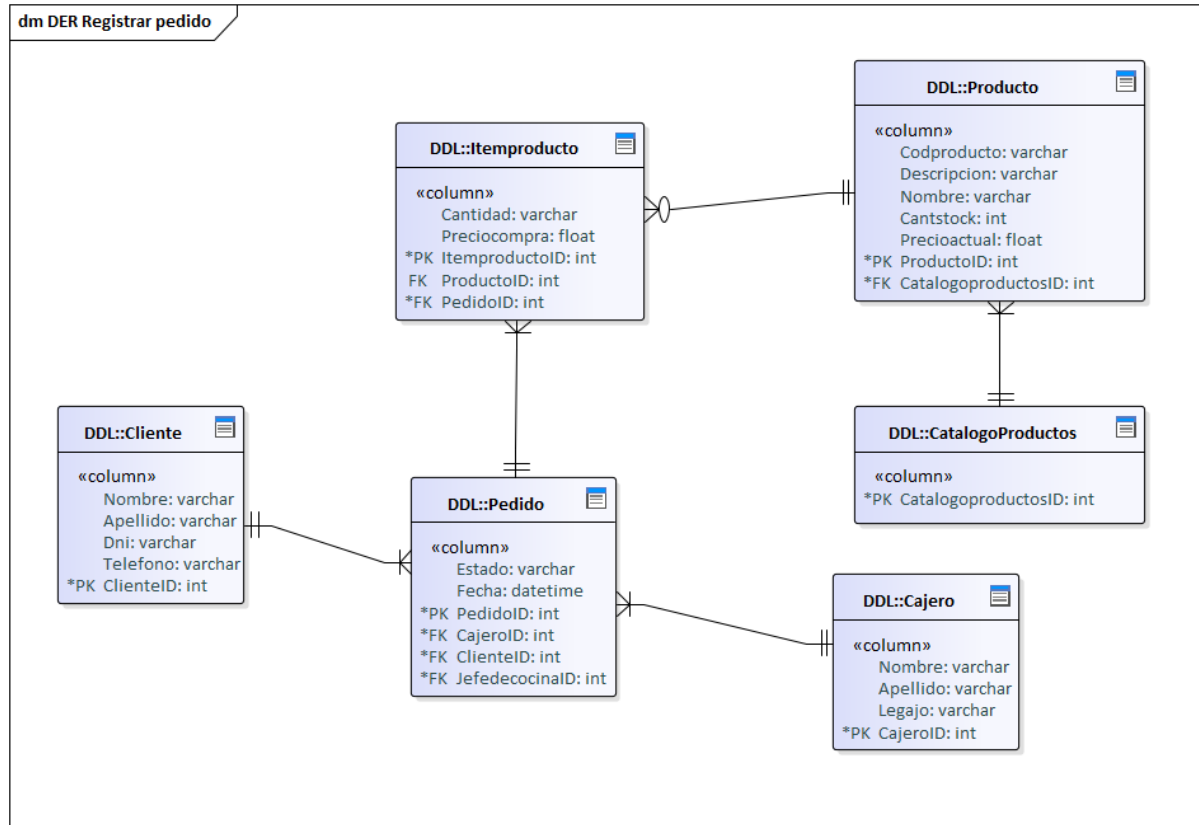 dm DER Registrar pedido
DDL::Producto
«column»
Codproducto: varchar
Descripcion: varchar
Nombre: varchar
Cantstock: int
Precioactual: float
*PK ProductoID: int
*FK CatalogoproductosID: int
DDL::Itemproducto
«column»
Cantidad: varchar
Preciocompra: float
*PK ItemproductoID: int
FK ProductoID: int
*FK PedidoID: int
DDL::Cliente
«column»
Nombre: varchar
Apellido: varchar
Dni: varchar
Telefono: varchar
*PK ClienteID: int
DDL::CatalogoProductos
«column»
*PK CatalogoproductosID: int
DDL::Pedido
«column»
Estado: varchar
Fecha: datetime
*PK PedidoID: int
*FK CajeroID: int
*FK ClienteID: int
*FK JefedecocinaID: int
DDL::Cajero
«column»
Nombre: varchar
Apellido: varchar
Legajo: varchar
*PK CajeroID: int